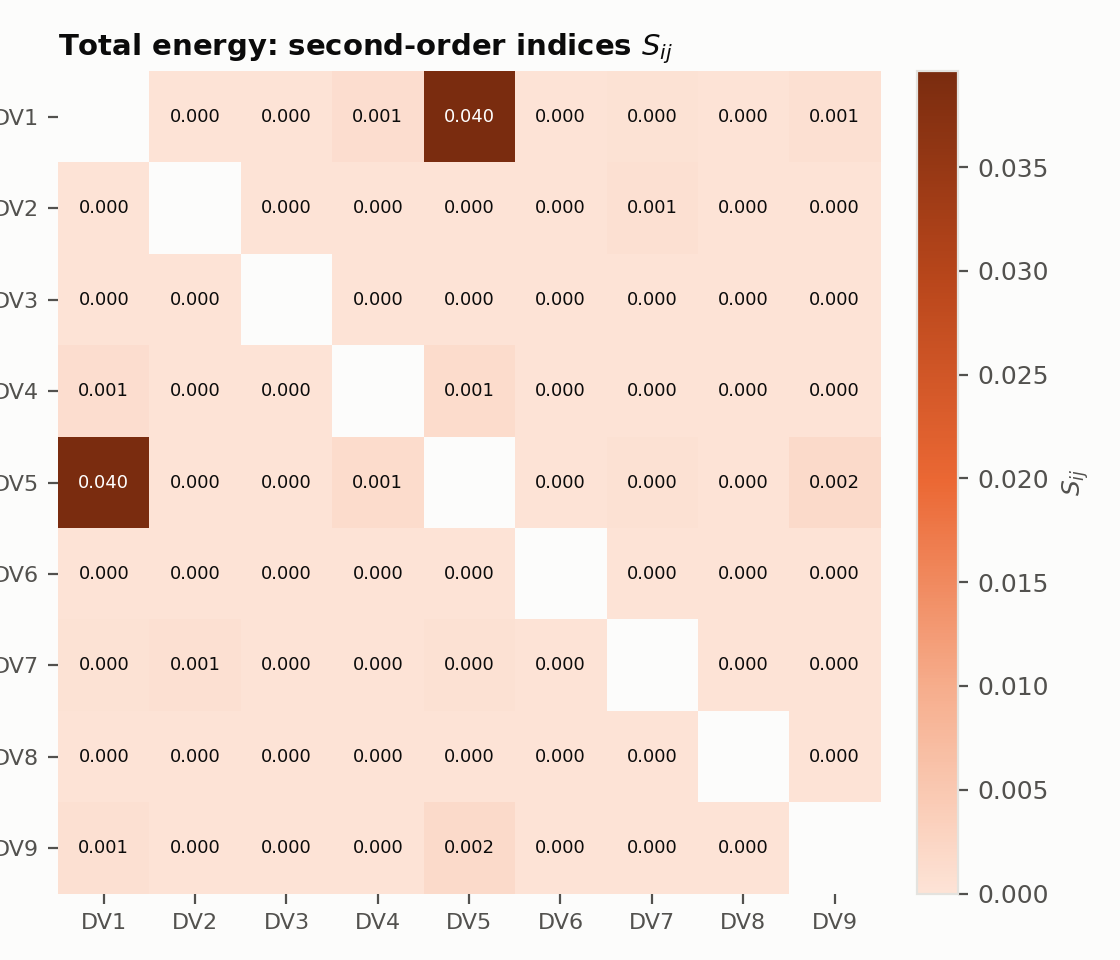 Total energy: second-order indices S_ij
DV1 0.000 0.000 0.001 0.040 0.000 0.000 0.000 0.001
DV2 0.000 0.000 0.000 0.000 0.000 0.001 0.000 0.000
DV3 0.000 0.000 0.000 0.000 0.000 0.000 0.000 0.000
DV4 0.001 0.000 0.000 0.001 0.000 0.000 0.000 0.000
DV5 0.040 0.000 0.000 0.001 0.000 0.000 0.000 0.002
DV6 0.000 0.000 0.000 0.000 0.000 0.000 0.000 0.000
DV7 0.000 0.001 0.000 0.000 0.000 0.000 0.000 0.000
DV8 0.000 0.000 0.000 0.000 0.000 0.000 0.000 0.000
DV9 0.001 0.000 0.000 0.000 0.002 0.000 0.000 0.000
DV1 DV2 DV3 DV4 DV5 DV6 DV7 DV8 DV9
0.035
0.030
0.025
0.020
0.015
0.010
0.005
0.000
S_ij